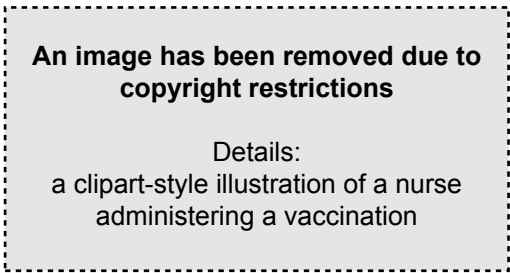 An image has been removed due to
copyright restrictions
Details:
a clipart-style illustration of a nurse
administering a vaccination